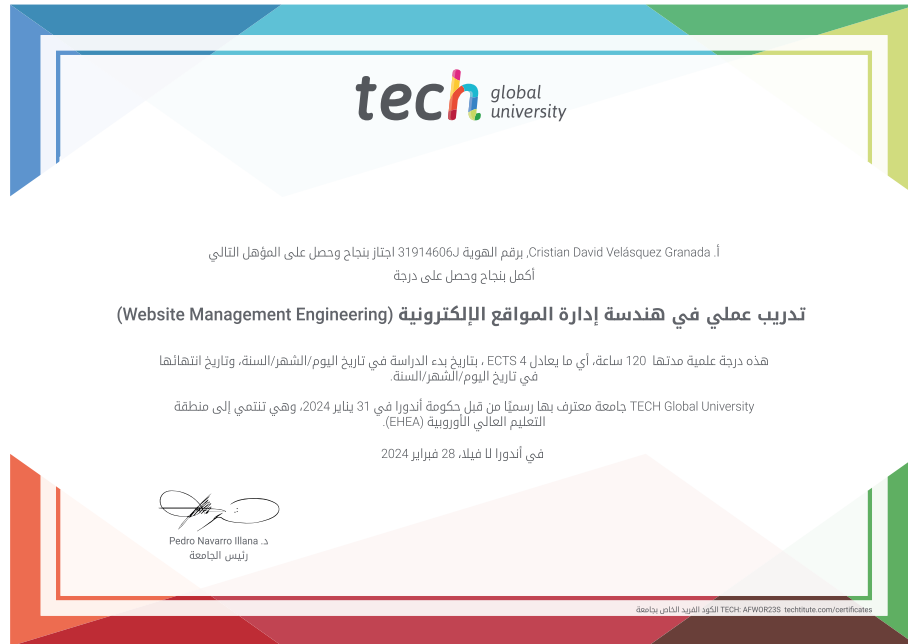 tech global university
أ. Cristian David Velásquez Granada, برقم الهوية 31914606J اجتاز بنجاح وحصل على المؤهل التالي
أكمل بنجاح وحصل على درجة
تدريب عملي في هندسة إدارة المواقع الإلكترونية (Website Management Engineering)
هذه درجة علمية مدتها 120 ساعة، أي ما يعادل 4 ECTS ، بتاريخ بدء الدراسة في تاريخ اليوم/الشهر/السنة، وتاريخ انتهائها
في تاريخ اليوم/الشهر/السنة.
TECH Global University جامعة معترف بها رسميًا من قبل حكومة أندورا في 31 يناير 2024، وهي تنتمي إلى منطقة
التعليم العالي الأوروبية (EHEA).
في أندورا لا فيلا، 28 فبراير 2024
د. Pedro Navarro Illana
رئيس الجامعة
الكود الفريد الخاص بجامعة TECH: AFWOR23S techtitute.com/certificates